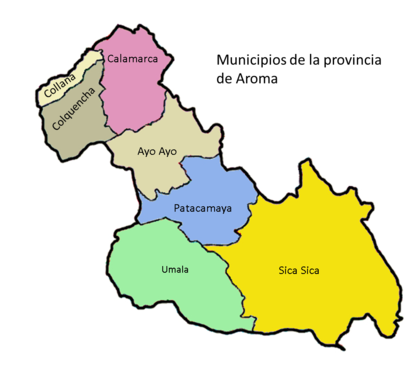 Municipios de la provincia
de Aroma
Calamarca
Collana
Colquencha
Ayo Ayo
Patacamaya
Umala
Sica Sica